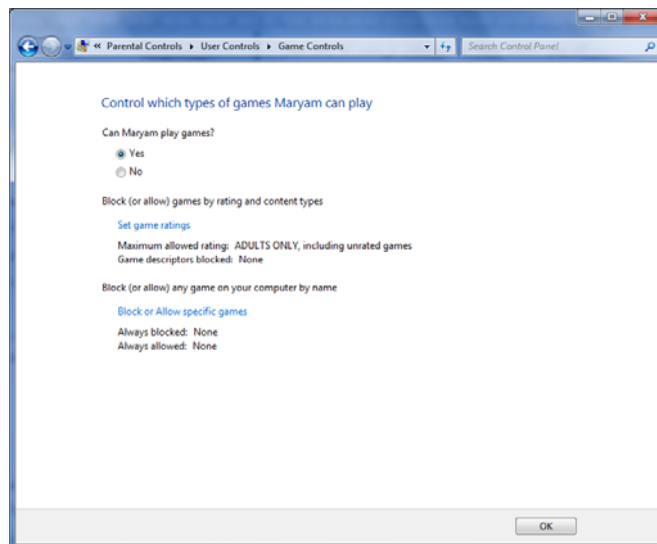 « Parental Controls ▸ User Controls ▸ Game Controls
Search Control Panel
Control which types of games Maryam can play
Can Maryam play games?
Yes
No
Block (or allow) games by rating and content types
Set game ratings
Maximum allowed rating: ADULTS ONLY, including unrated games
Game descriptors blocked: None
Block (or allow) any game on your computer by name
Block or Allow specific games
Always blocked: None
Always allowed: None
OK